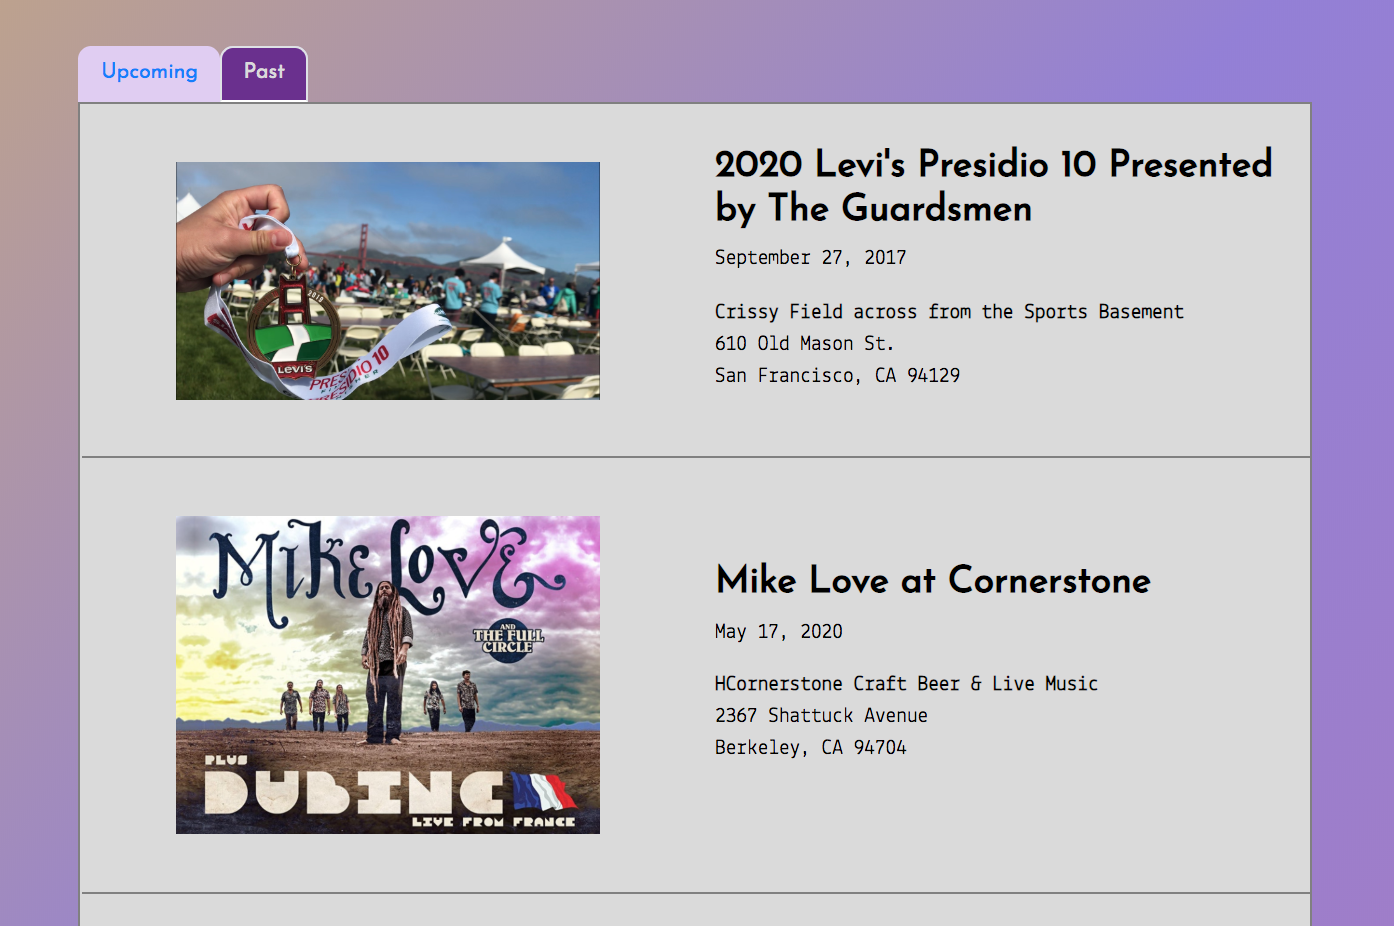 Upcoming
Past
2020 Levi's Presidio 10 Presented
by The Guardsmen
September 27, 2017
Crissy Field across from the Sports Basement
610 Old Mason St.
San Francisco, CA 94129
LEVI'S
PRESIDIO 10
Mike Love
AND
THE FULL
CIRCLE
PLUS
DUBINC
LIVE FROM FRANCE
Mike Love at Cornerstone
May 17, 2020
HCornerstone Craft Beer & Live Music
2367 Shattuck Avenue
Berkeley, CA 94704